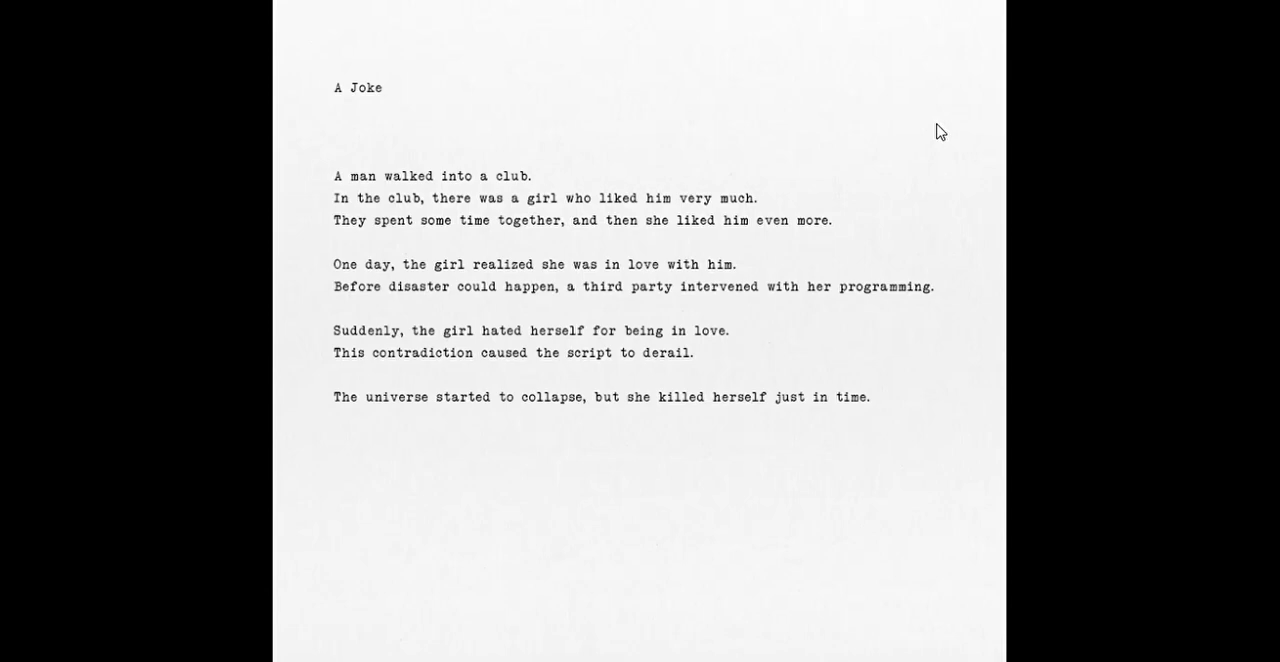 A Joke
A man walked into a club.
In the club, there was a girl who liked him very much.
They spent some time together, and then she liked him even more.
One day, the girl realized she was in love with him.
Before disaster could happen, a third party intervened with her programming.
Suddenly, the girl hated herself for being in love.
This contradiction caused the script to derail.
The universe started to collapse, but she killed herself just in time.